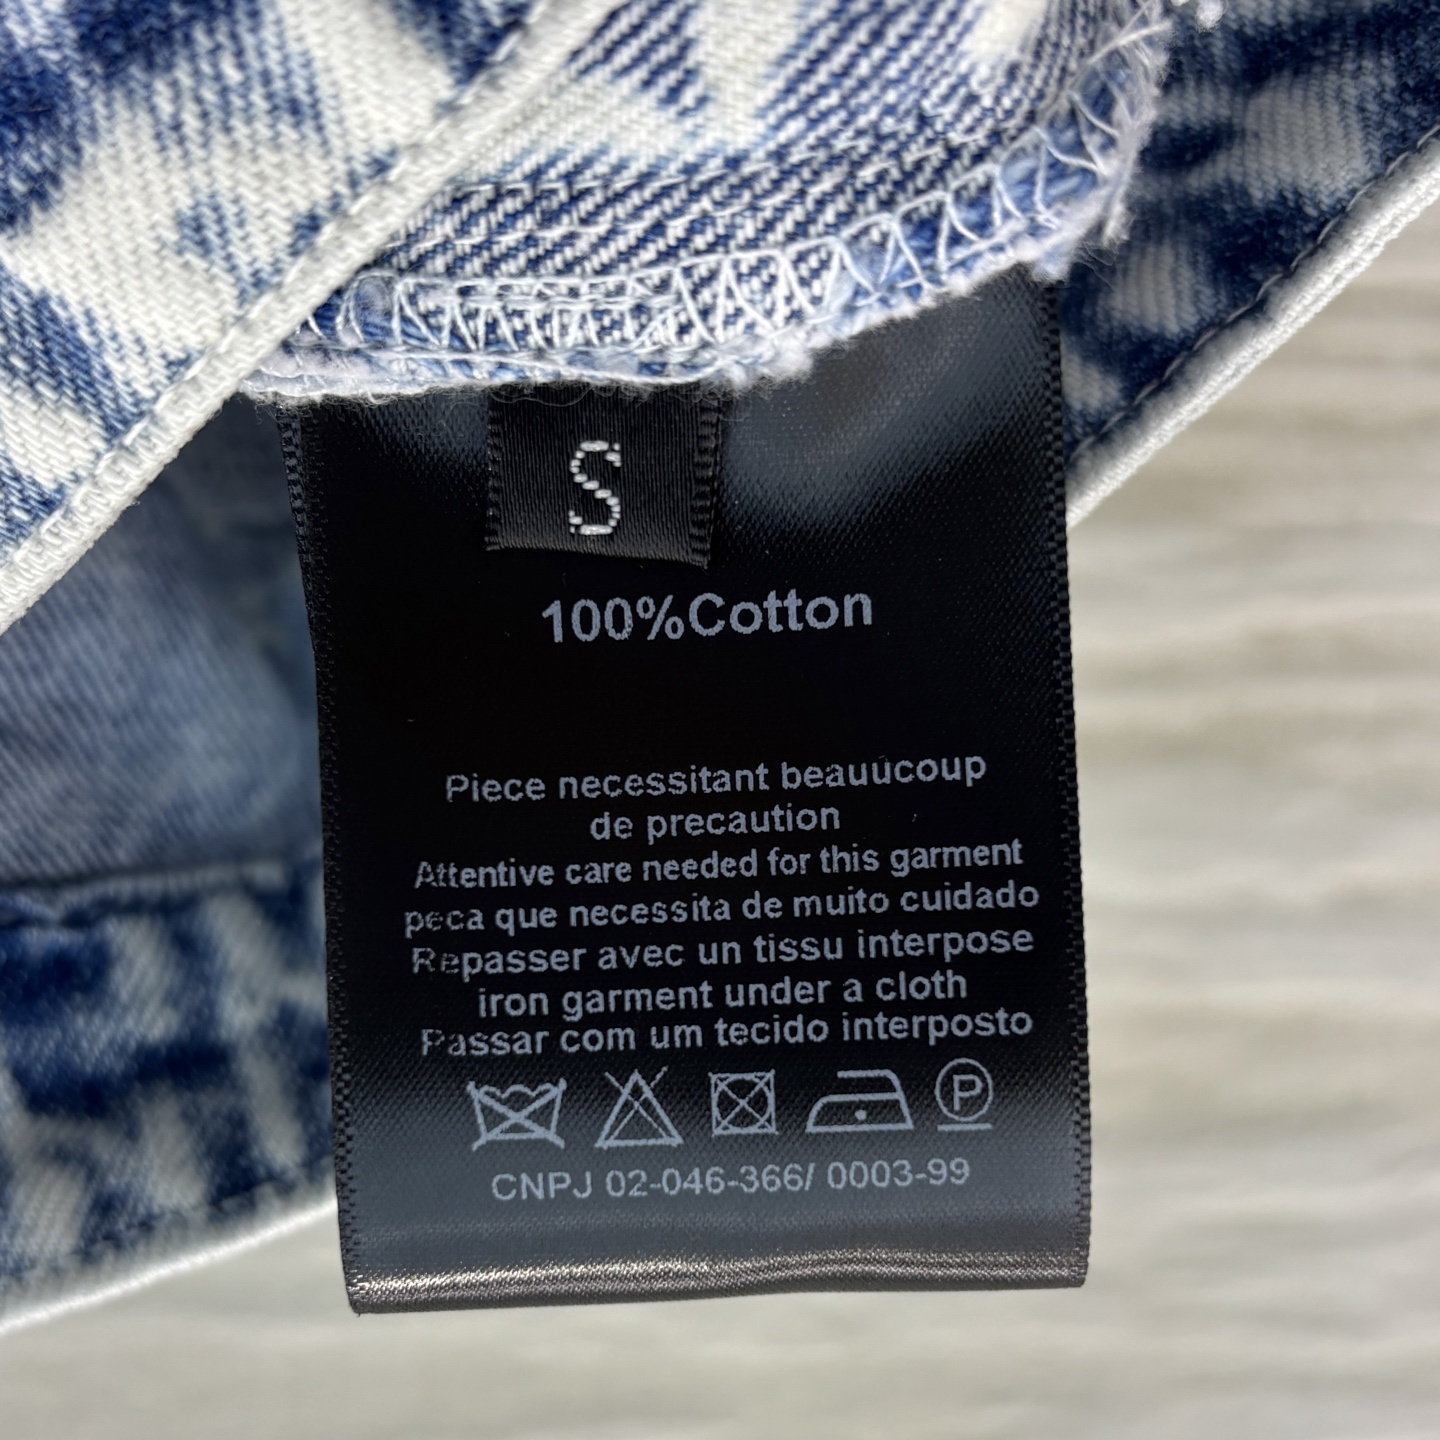 S
100%Cotton
Piece necessitant beauucoup
de precaution
Attentive care needed for this garment
peca que necessita de muito cuidado
Repasser avec un tissu interpose
iron garment under a cloth
Passar com um tecido interposto
P
CNPJ 02-046-366/ 0003-99